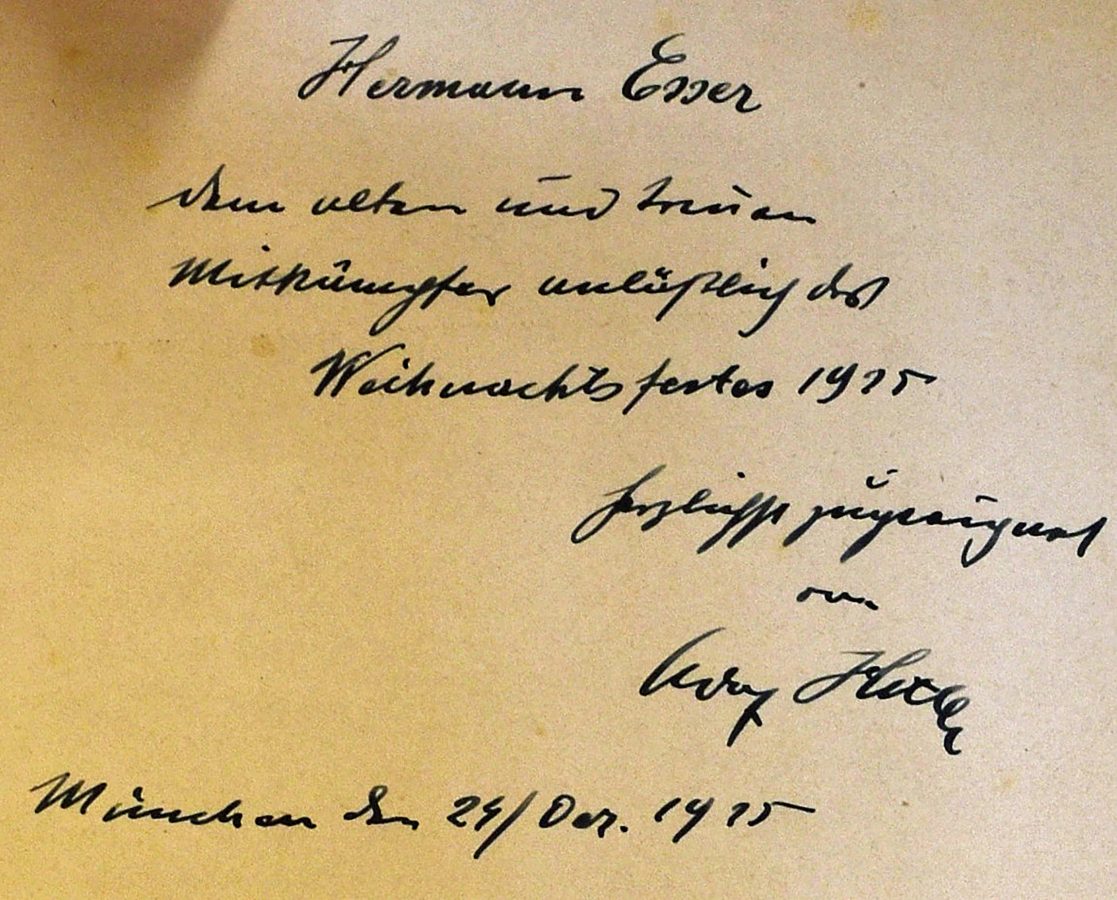 Hermann Esser
dem alten und treuen
Mitkämpfer anläßlich des
Weihnachtsfestes 1925
herzlichst zugeeignet
von
Adolf Hitler
München den 24/Dez. 1925